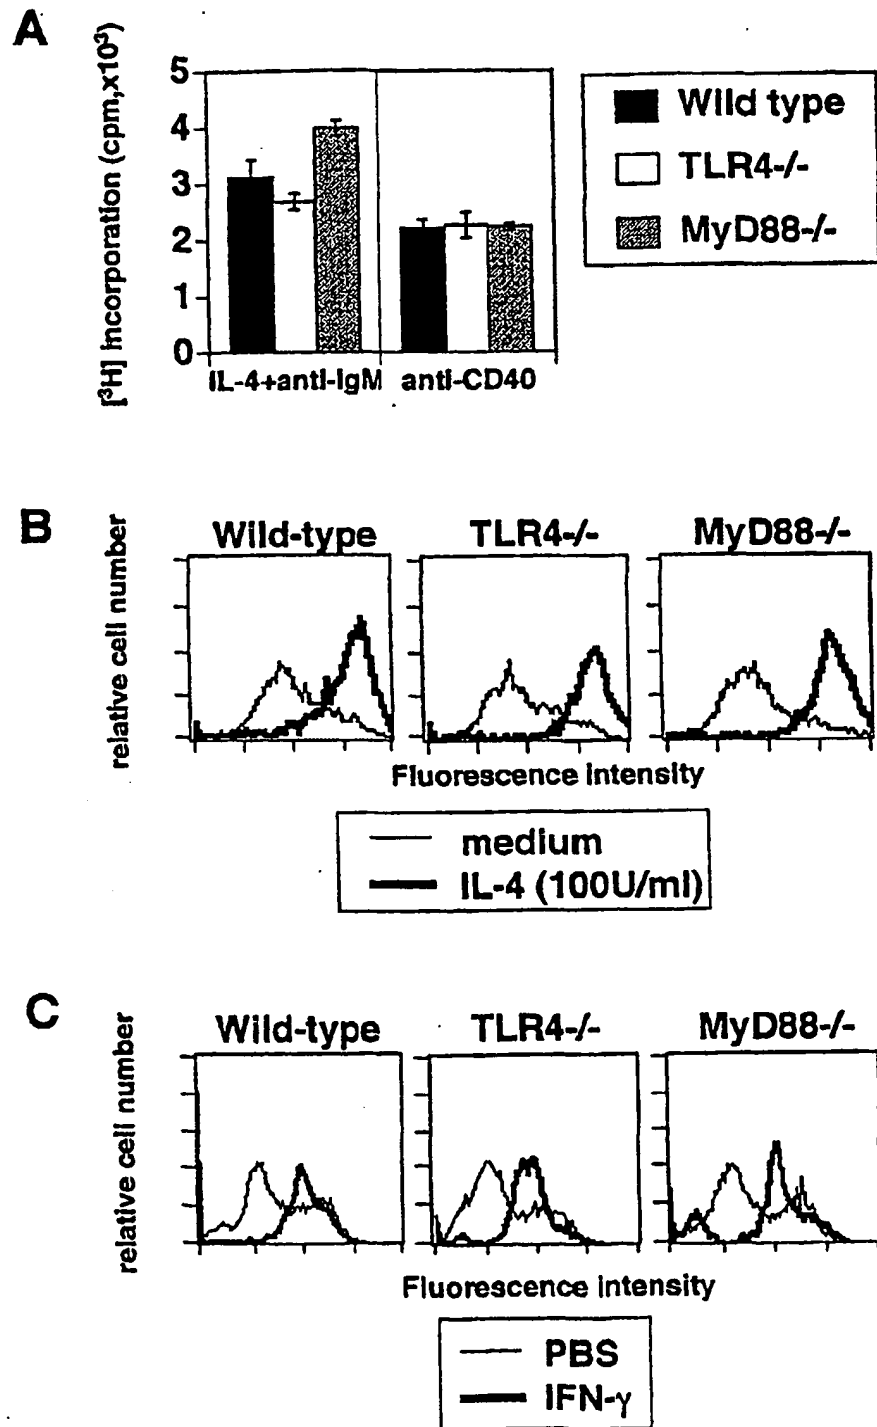 A
[³H] incorporation (cpm,x10³)
5
4
3
2
1
0
IL-4+anti-IgM
anti-CD40
Wild type
TLR4-/-
MyD88-/-
B
relative cell number
Wild-type
TLR4-/-
MyD88-/-
Fluorescence intensity
medium
IL-4 (100U/ml)
C
relative cell number
Wild-type
TLR4-/-
MyD88-/-
Fluorescence intensity
PBS
IFN-γ